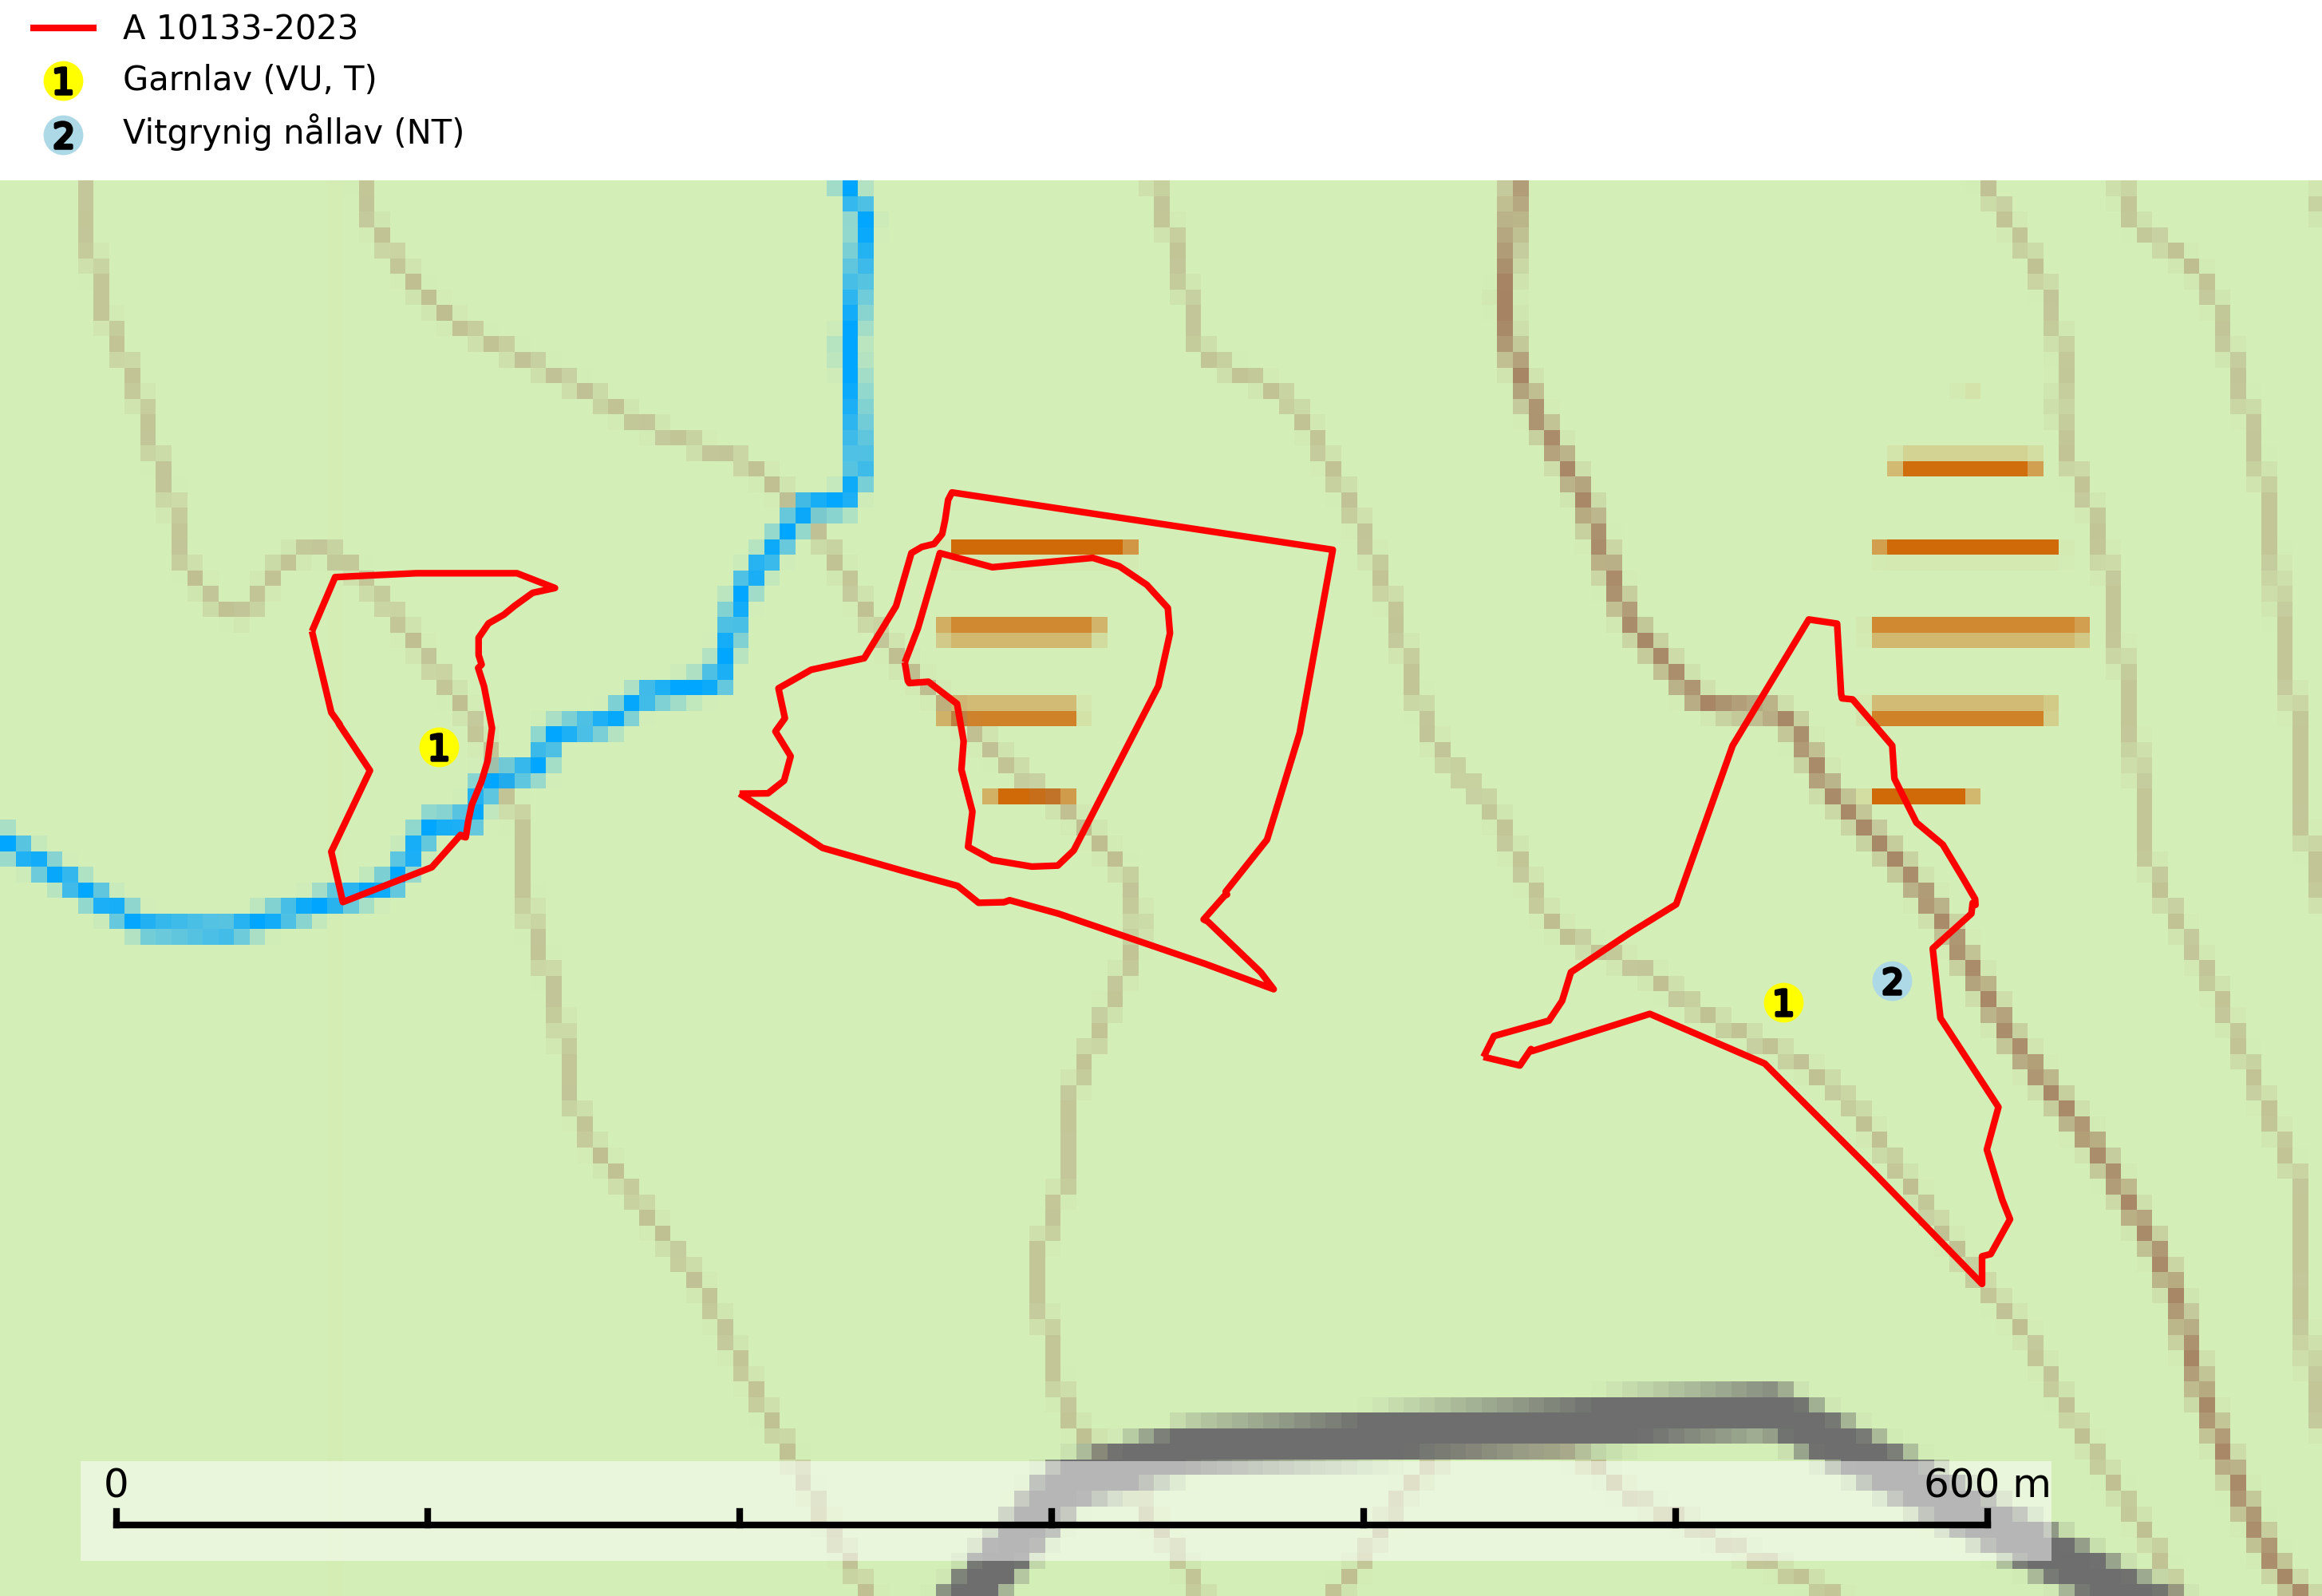 A 10133-2023
1 Garnlav (VU, T)
2 Vitgrynig nållav (NT)
1
2
1
0 600 m